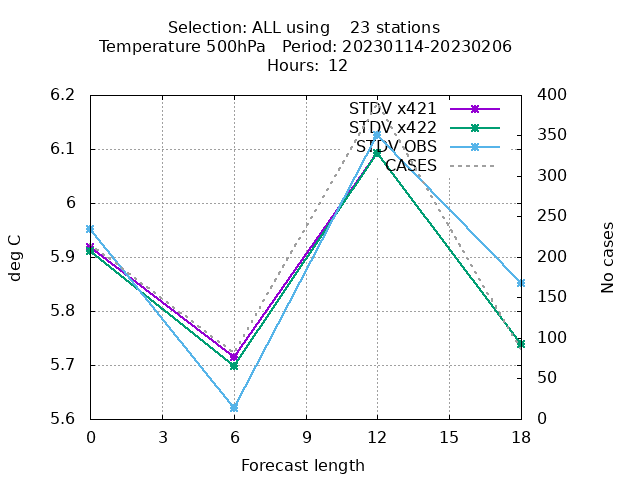 Selection: ALL using    23 stations
Temperature 500hPa   Period: 20230114-20230206
Hours:  12
6.2
6.1
6
5.9
5.8
5.7
5.6
deg C
400
350
300
250
200
150
100
50
0
No cases
STDV x421
STDV x422
STDV OBS
CASES
0 3 6 9 12 15 18
Forecast length